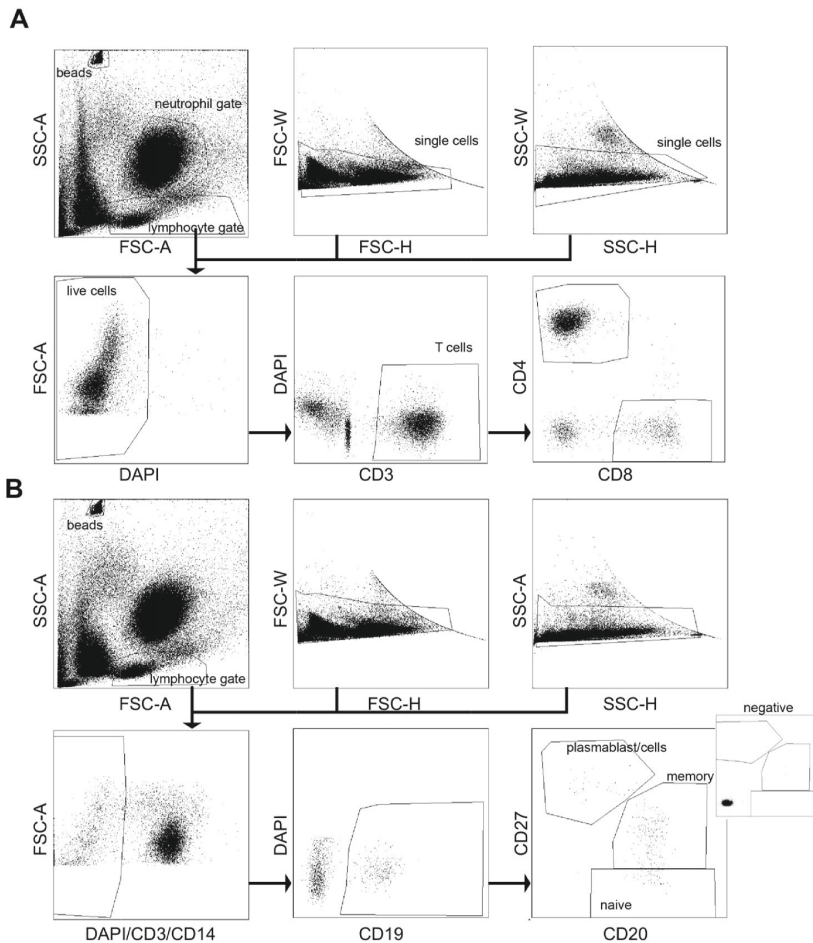 A
beads
neutrophil gate
lymphocyte gate
SSC-A
FSC-A
single cells
FSC-W
FSC-H
single cells
SSC-W
SSC-H
live cells
FSC-A
DAPI
T cells
DAPI
CD3
CD4
CD8
B
beads
lymphocyte gate
SSC-A
FSC-A
FSC-W
FSC-H
SSC-A
SSC-H
FSC-A
DAPI/CD3/CD14
DAPI
CD19
plasmablast/cells
memory
naive
CD27
CD20
negative